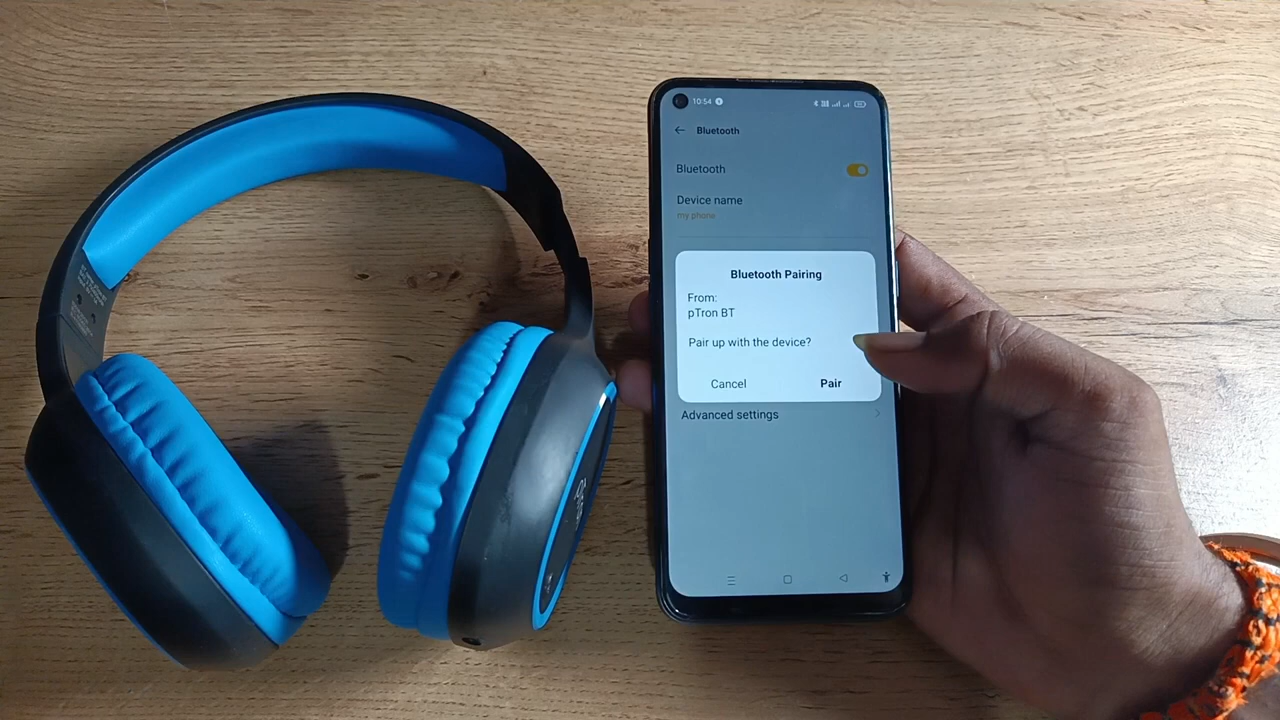 10:54
Bluetooth
Bluetooth
Device name
my phone
Bluetooth Pairing
From:
pTron BT
Pair up with the device?
Cancel Pair
Advanced settings